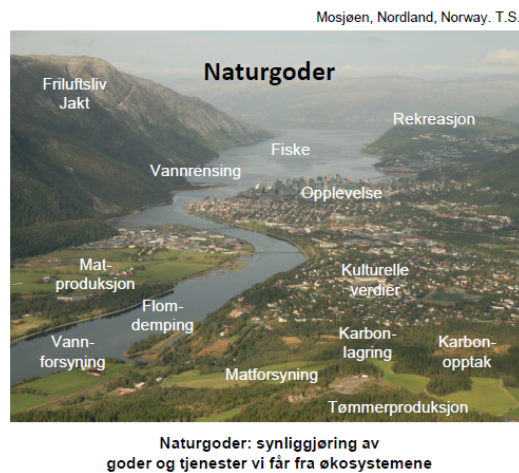 Mosjøen, Nordland, Norway. T.S.
Naturgoder
Friluftsliv
Jakt
Rekreasjon
Fiske
Vannrensing
Opplevelse
Mat-
produksjon
Kulturelle
verdier
Flom-
demping
Vann-
forsyning
Karbon-
lagring
Karbon-
opptak
Matforsyning
Tømmerproduksjon
Naturgoder: synliggjøring av
goder og tjenester vi får fra økosystemene